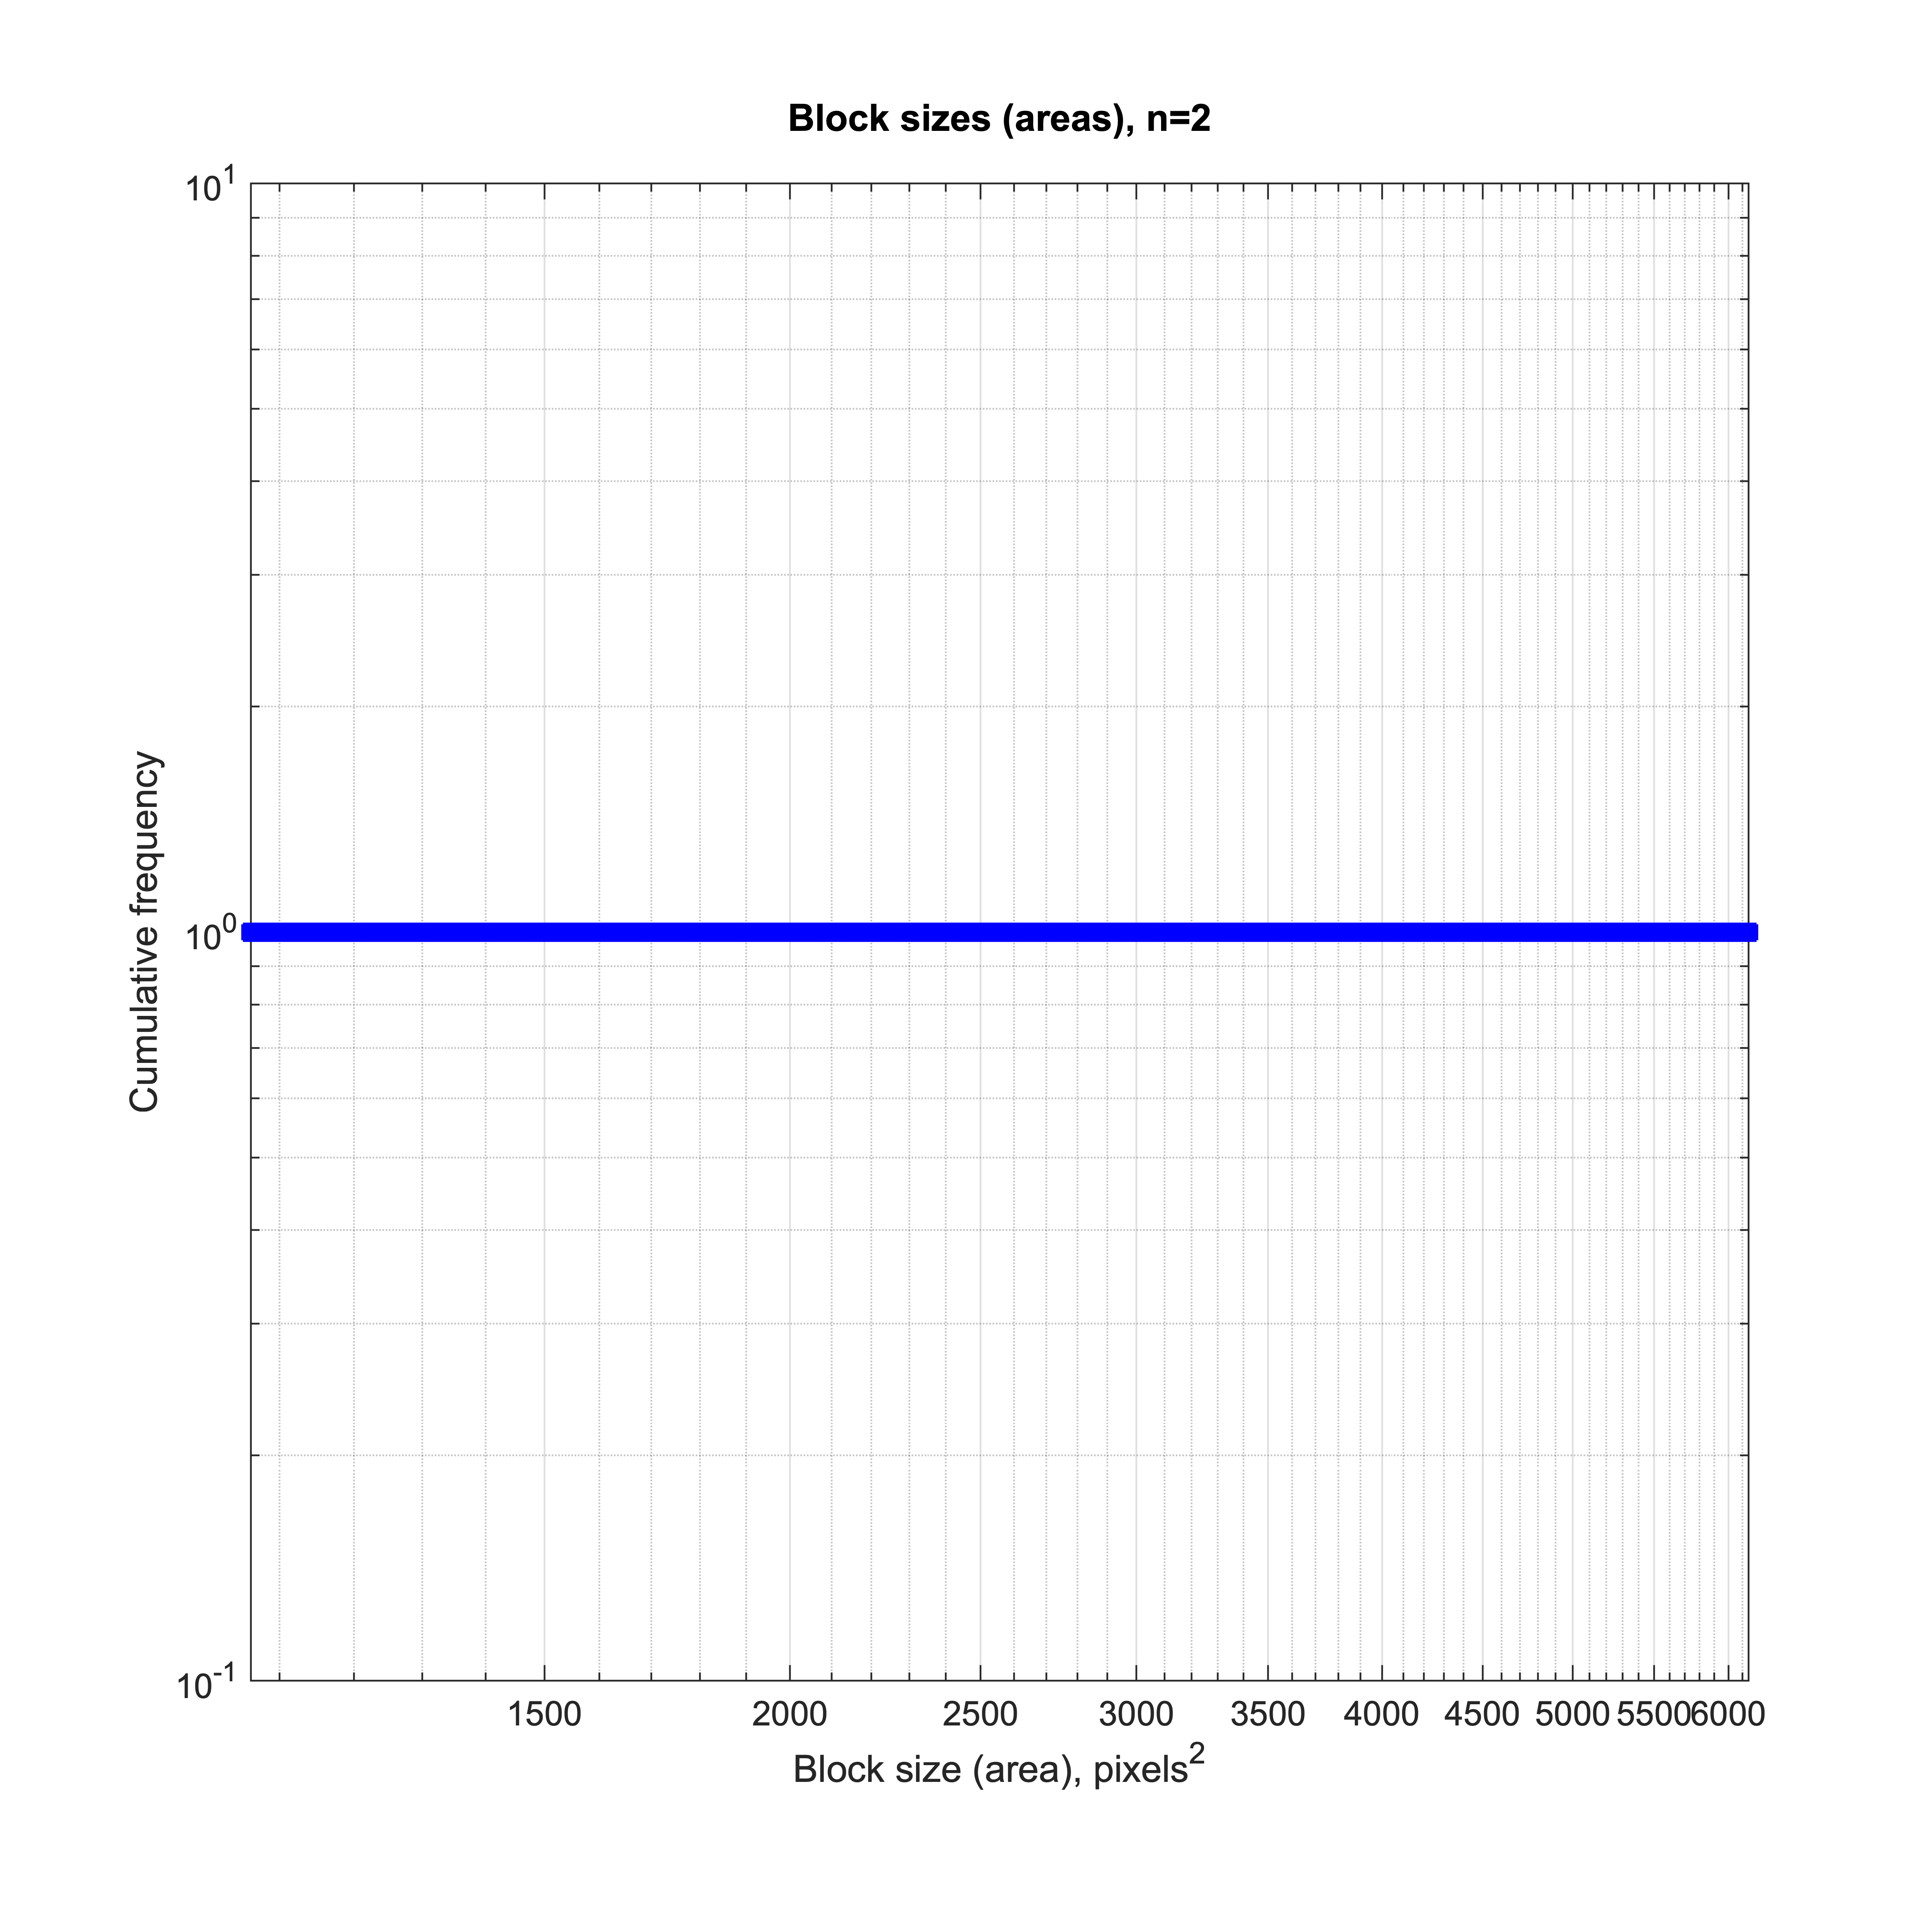 Block sizes (areas), n=2
10^1
10^0
10^-1
Cumulative frequency
1500 2000 2500 3000 3500 4000 4500 5000 5500 6000
Block size (area), pixels^2